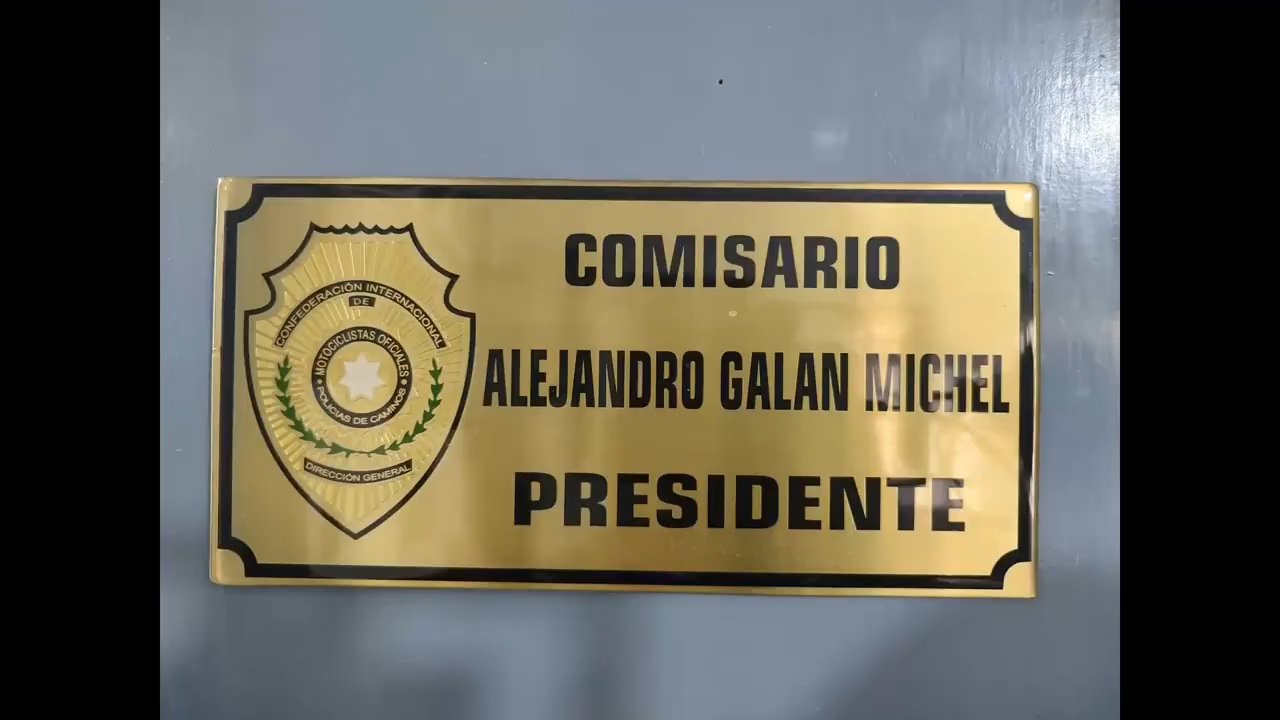 COMISARIO
ALEJANDRO GALAN MICHEL
PRESIDENTE
CONFEDERACIÓN INTERNACIONAL
DE
MOTOCICLISTAS OFICIALES
POLICIAS DE CAMINOS
DIRECCIÓN GENERAL